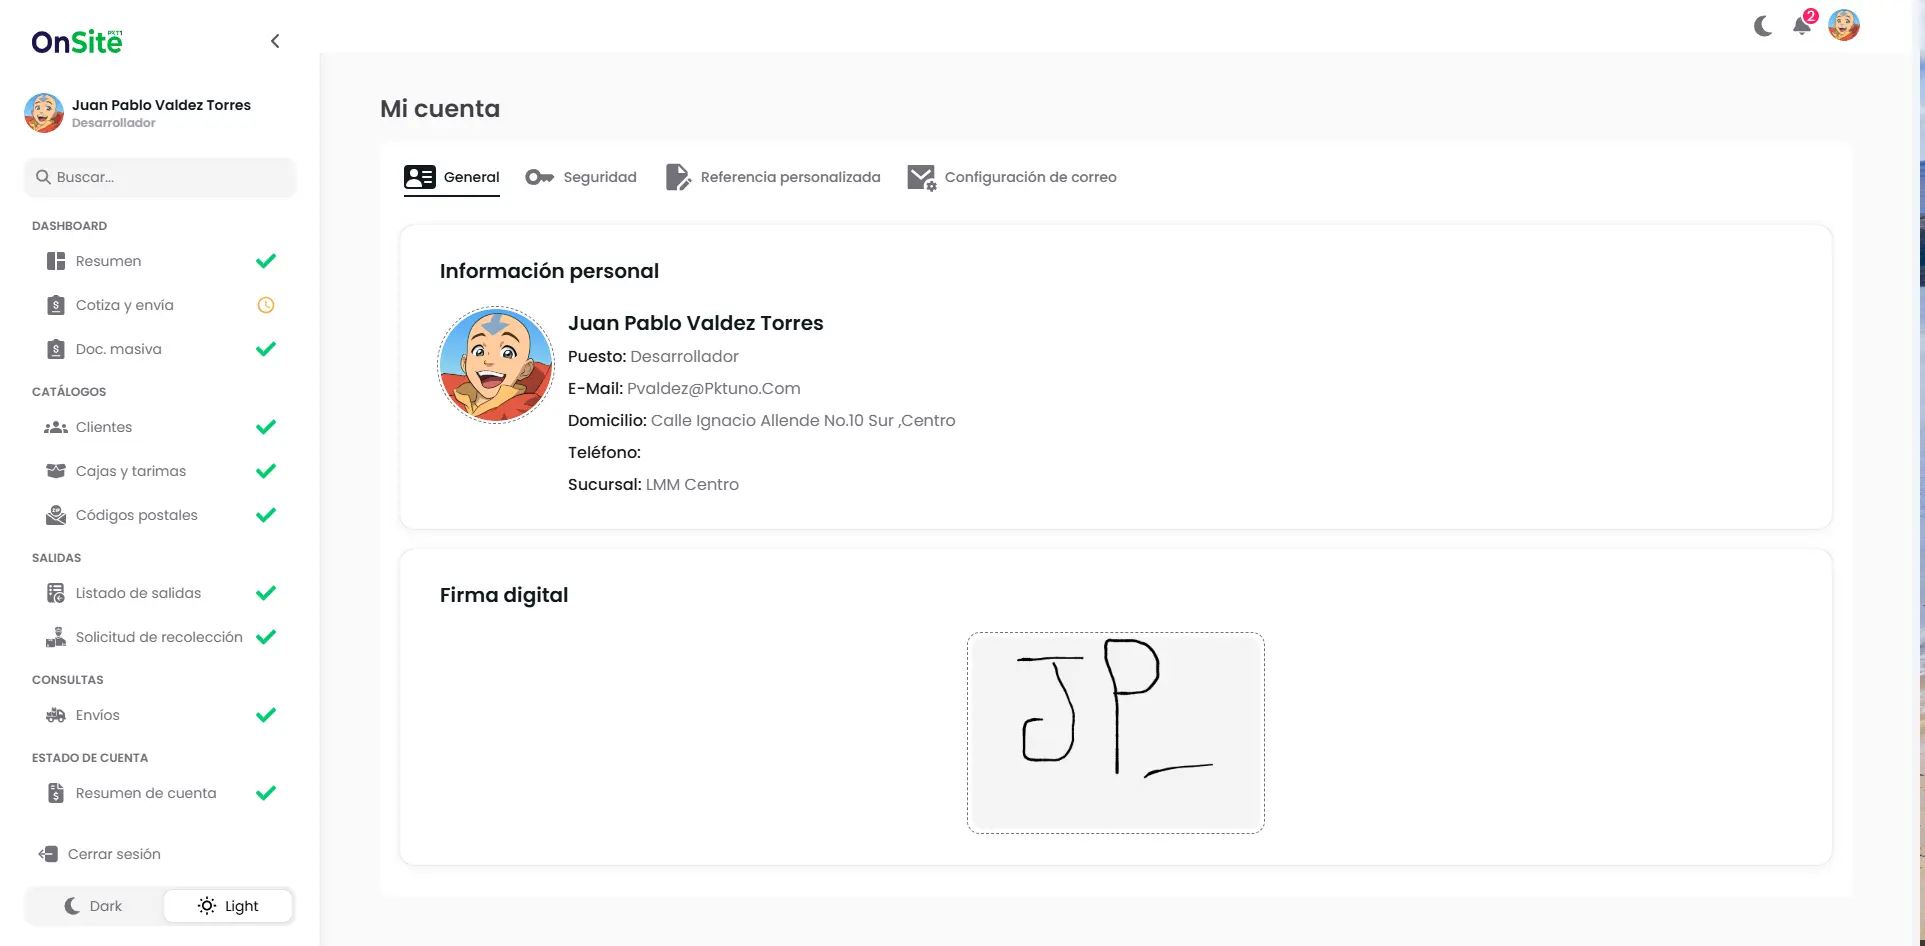 OnSite
PKT1
2
Juan Pablo Valdez Torres
Desarrollador
Buscar...
DASHBOARD
Resumen
Cotiza y envía
Doc. masiva
CATÁLOGOS
Clientes
Cajas y tarimas
Códigos postales
SALIDAS
Listado de salidas
Solicitud de recolección
CONSULTAS
Envíos
ESTADO DE CUENTA
Resumen de cuenta
Cerrar sesión
Dark
Light
Mi cuenta
General
Seguridad
Referencia personalizada
Configuración de correo
Información personal
Juan Pablo Valdez Torres
Puesto: Desarrollador
E-Mail: Pvaldez@Pktuno.Com
Domicilio: Calle Ignacio Allende No.10 Sur ,Centro
Teléfono:
Sucursal: LMM Centro
Firma digital
JP_